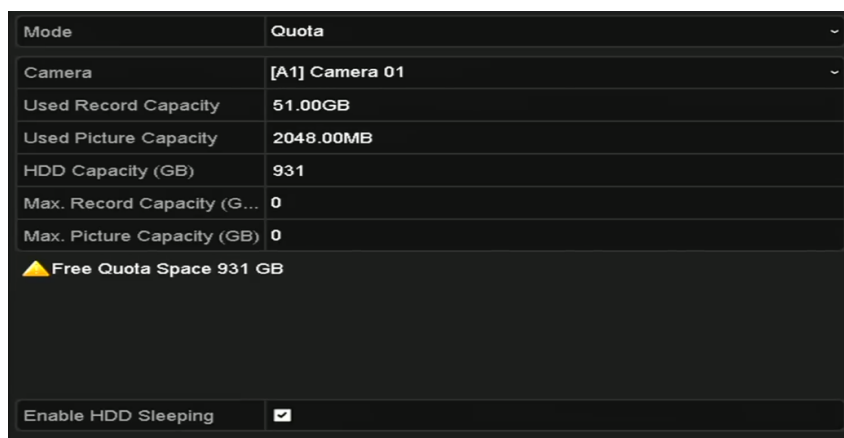 Mode Quota
Camera [A1] Camera 01
Used Record Capacity 51.00GB
Used Picture Capacity 2048.00MB
HDD Capacity (GB) 931
Max. Record Capacity (G... 0
Max. Picture Capacity (GB) 0
Free Quota Space 931 GB
Enable HDD Sleeping